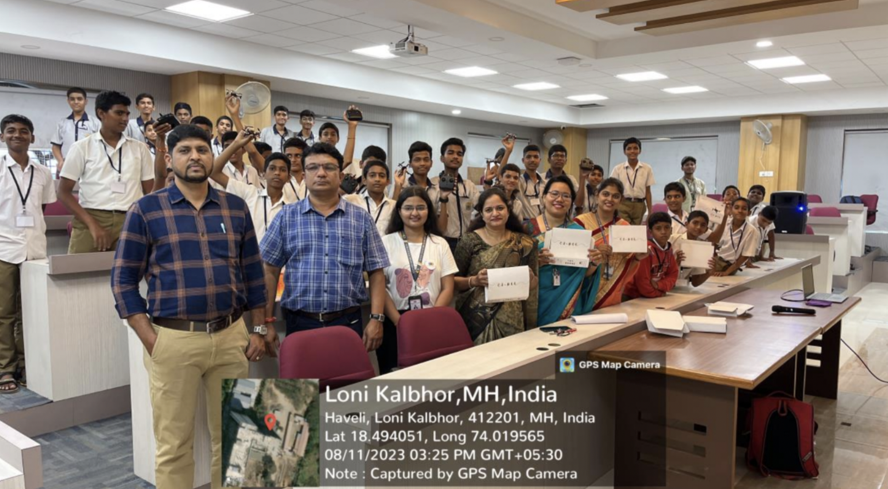 GPS Map Camera
Loni Kalbhor,MH,India
Haveli, Loni Kalbhor, 412201, MH, India
Lat 18.494051, Long 74.019565
08/11/2023 03:25 PM GMT+05:30
Note : Captured by GPS Map Camera